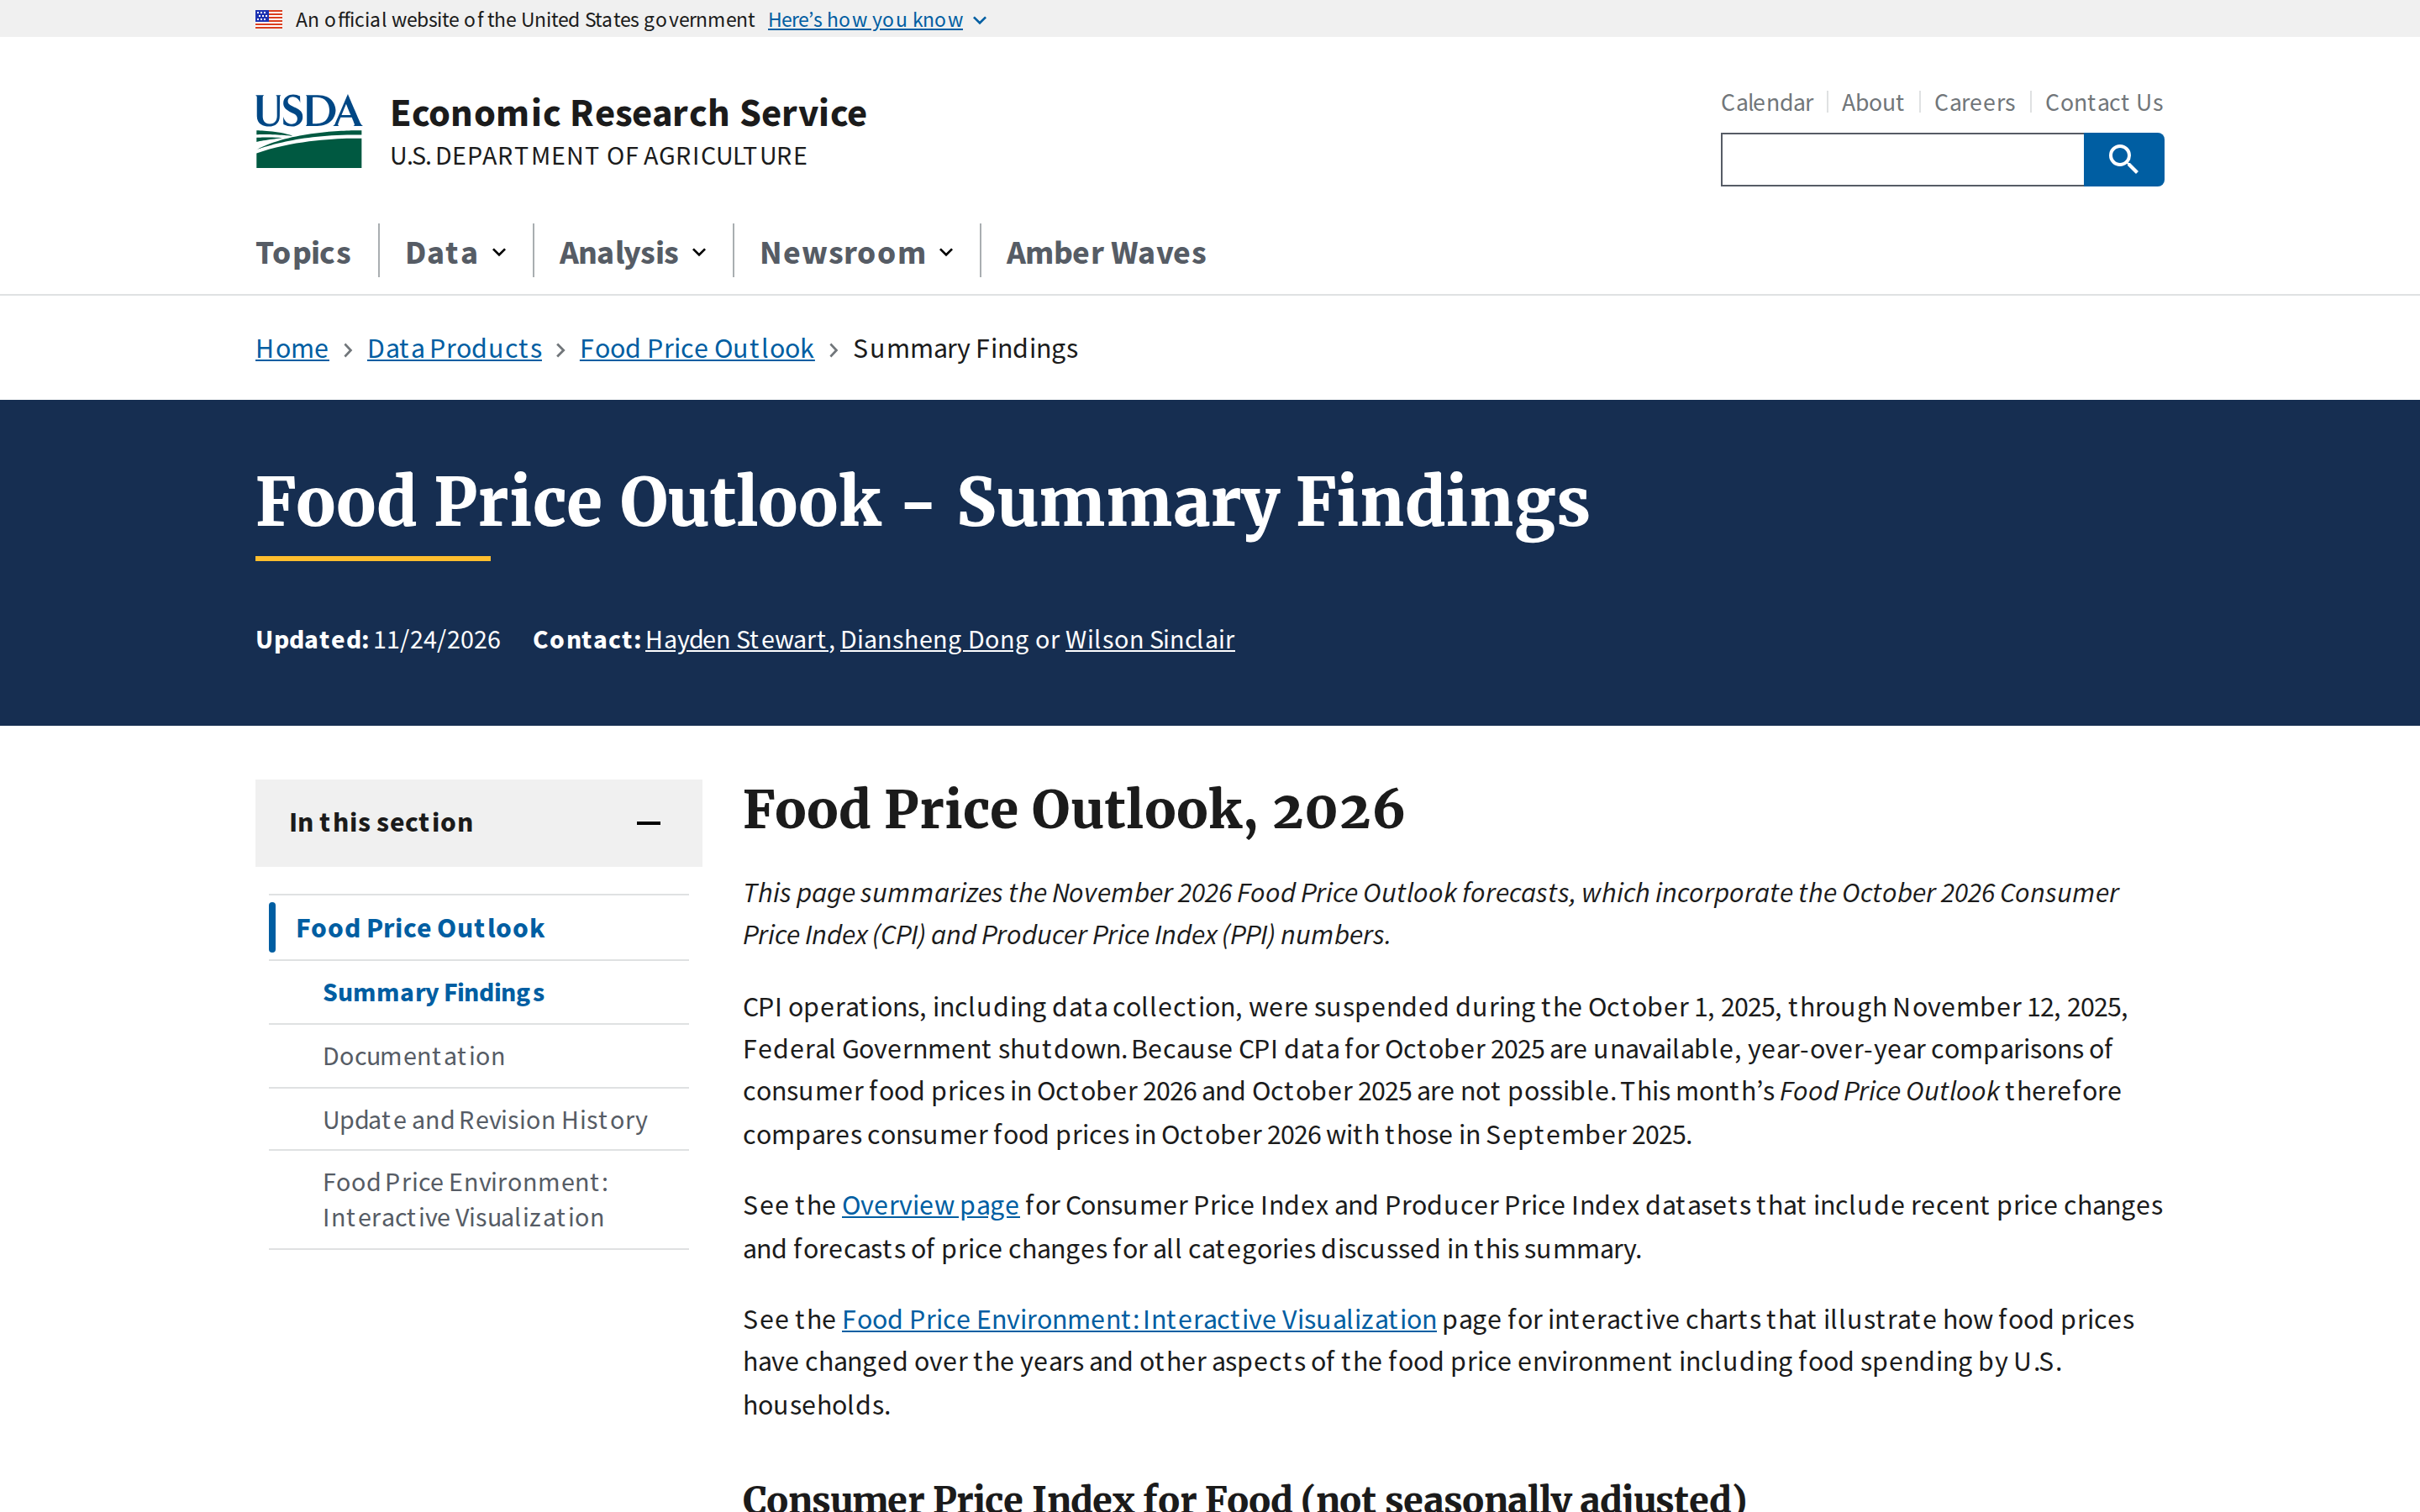 An official website of the United States government Here’s how you know
USDA
Economic Research Service
U.S. DEPARTMENT OF AGRICULTURE
Calendar About Careers Contact Us
Topics Data Analysis Newsroom Amber Waves
Home Data Products Food Price Outlook Summary Findings
Food Price Outlook - Summary Findings
Updated: 11/24/2026 Contact: Hayden Stewart, Diansheng Dong or Wilson Sinclair
In this section
Food Price Outlook
Summary Findings
Documentation
Update and Revision History
Food Price Environment:
Interactive Visualization
Food Price Outlook, 2026
This page summarizes the November 2026 Food Price Outlook forecasts, which incorporate the October 2026 Consumer
Price Index (CPI) and Producer Price Index (PPI) numbers.
CPI operations, including data collection, were suspended during the October 1, 2025, through November 12, 2025,
Federal Government shutdown. Because CPI data for October 2025 are unavailable, year-over-year comparisons of
consumer food prices in October 2026 and October 2025 are not possible. This month’s Food Price Outlook therefore
compares consumer food prices in October 2026 with those in September 2025.
See the Overview page for Consumer Price Index and Producer Price Index datasets that include recent price changes
and forecasts of price changes for all categories discussed in this summary.
See the Food Price Environment: Interactive Visualization page for interactive charts that illustrate how food prices
have changed over the years and other aspects of the food price environment including food spending by U.S.
households.
Consumer Price Index for Food (not seasonally adjusted)